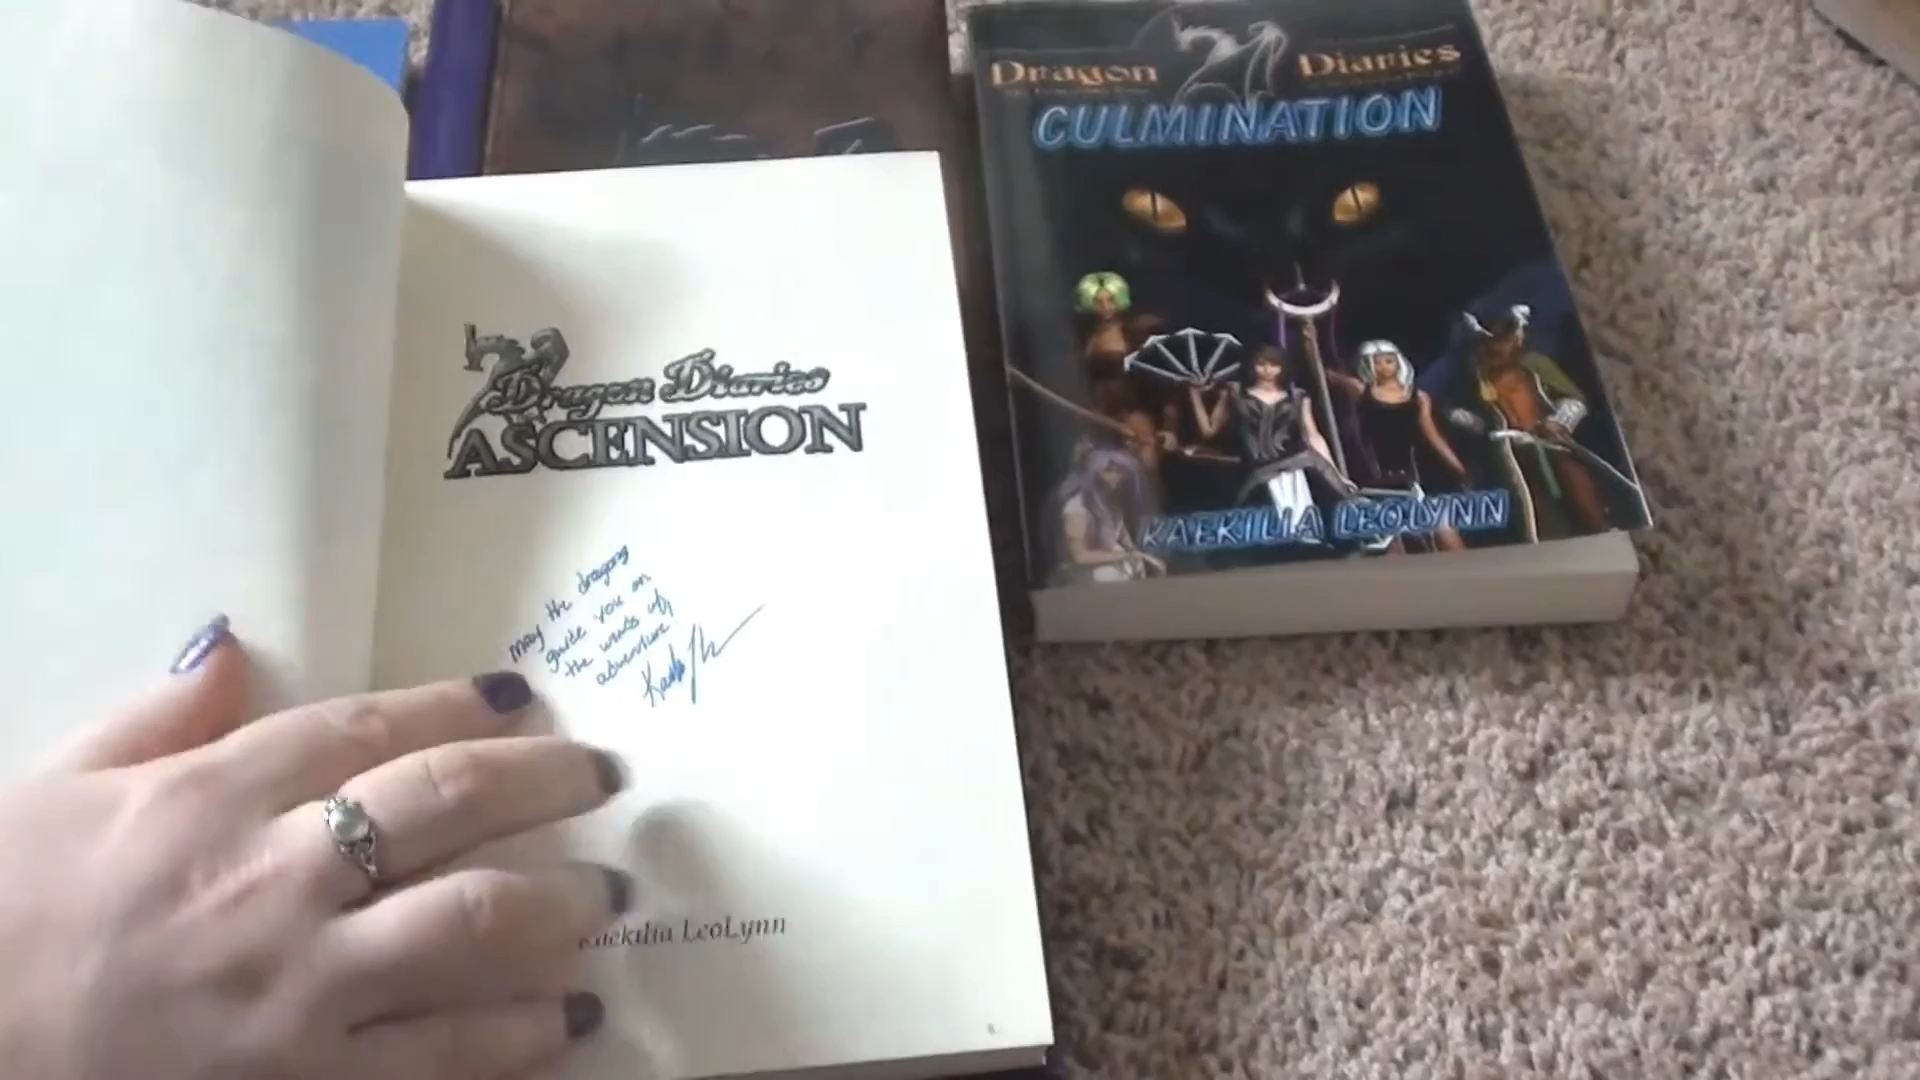 Dragon Diaries
ASCENSION
May the dragons
guide you on
the winds of
adventure!
LeoLynn
Dragon Diaries
CULMINATION
KAEKILIA LEOLYNN